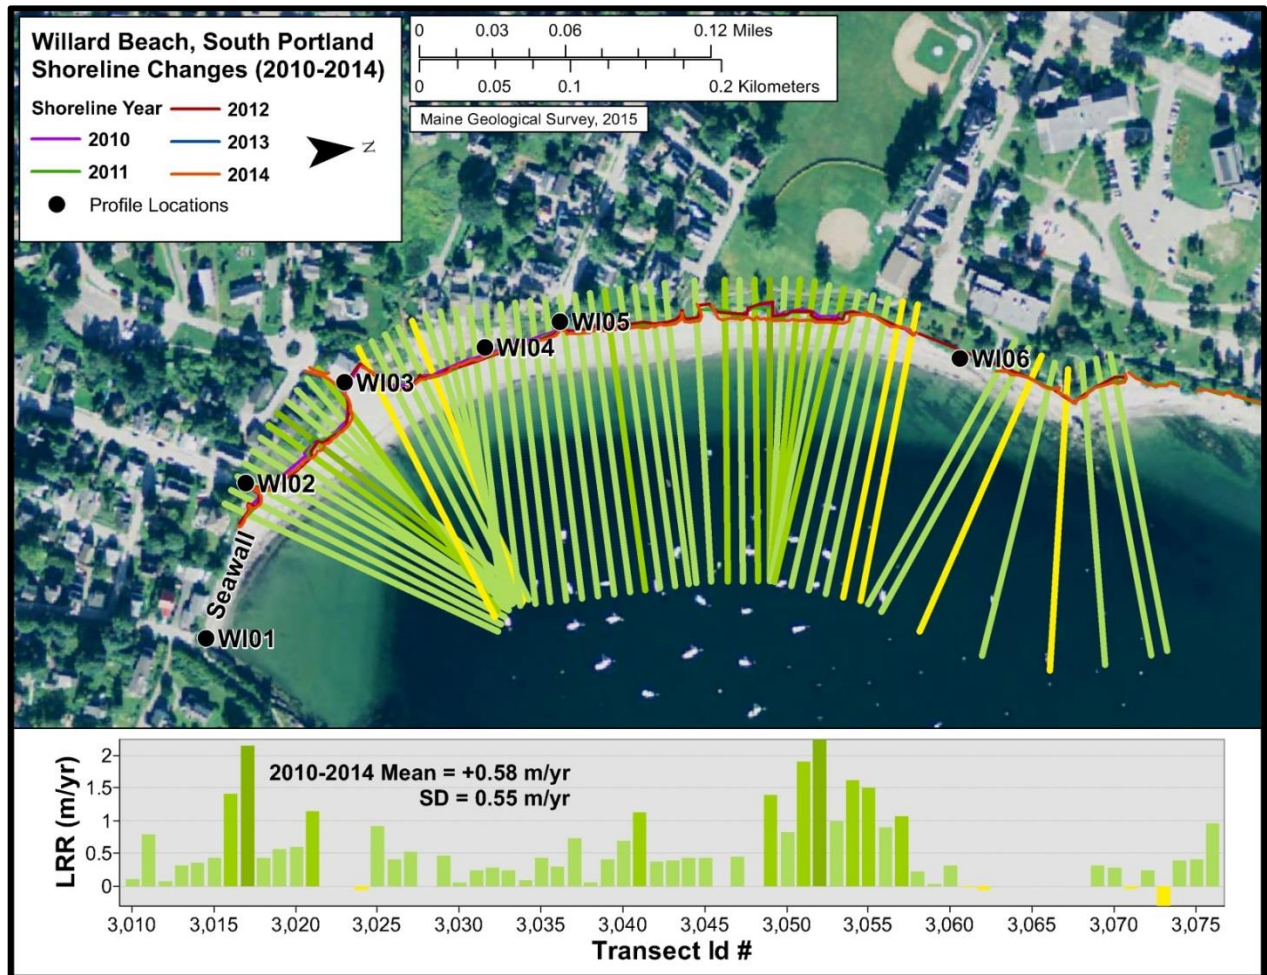 Willard Beach, South Portland
Shoreline Changes (2010-2014)
Shoreline Year
2010
2011
2012
2013
2014
N
Profile Locations
0 0.03 0.06 0.12 Miles
0 0.05 0.1 0.2 Kilometers
Maine Geological Survey, 2015
WI05
WI04
WI06
WI03
WI02
Seawall
WI01
2010-2014 Mean = +0.58 m/yr
SD = 0.55 m/yr
LRR (m/yr)
2
1.5
1
0.5
0
3,010 3,015 3,020 3,025 3,030 3,035 3,040 3,045 3,050 3,055 3,060 3,065 3,070 3,075
Transect Id #